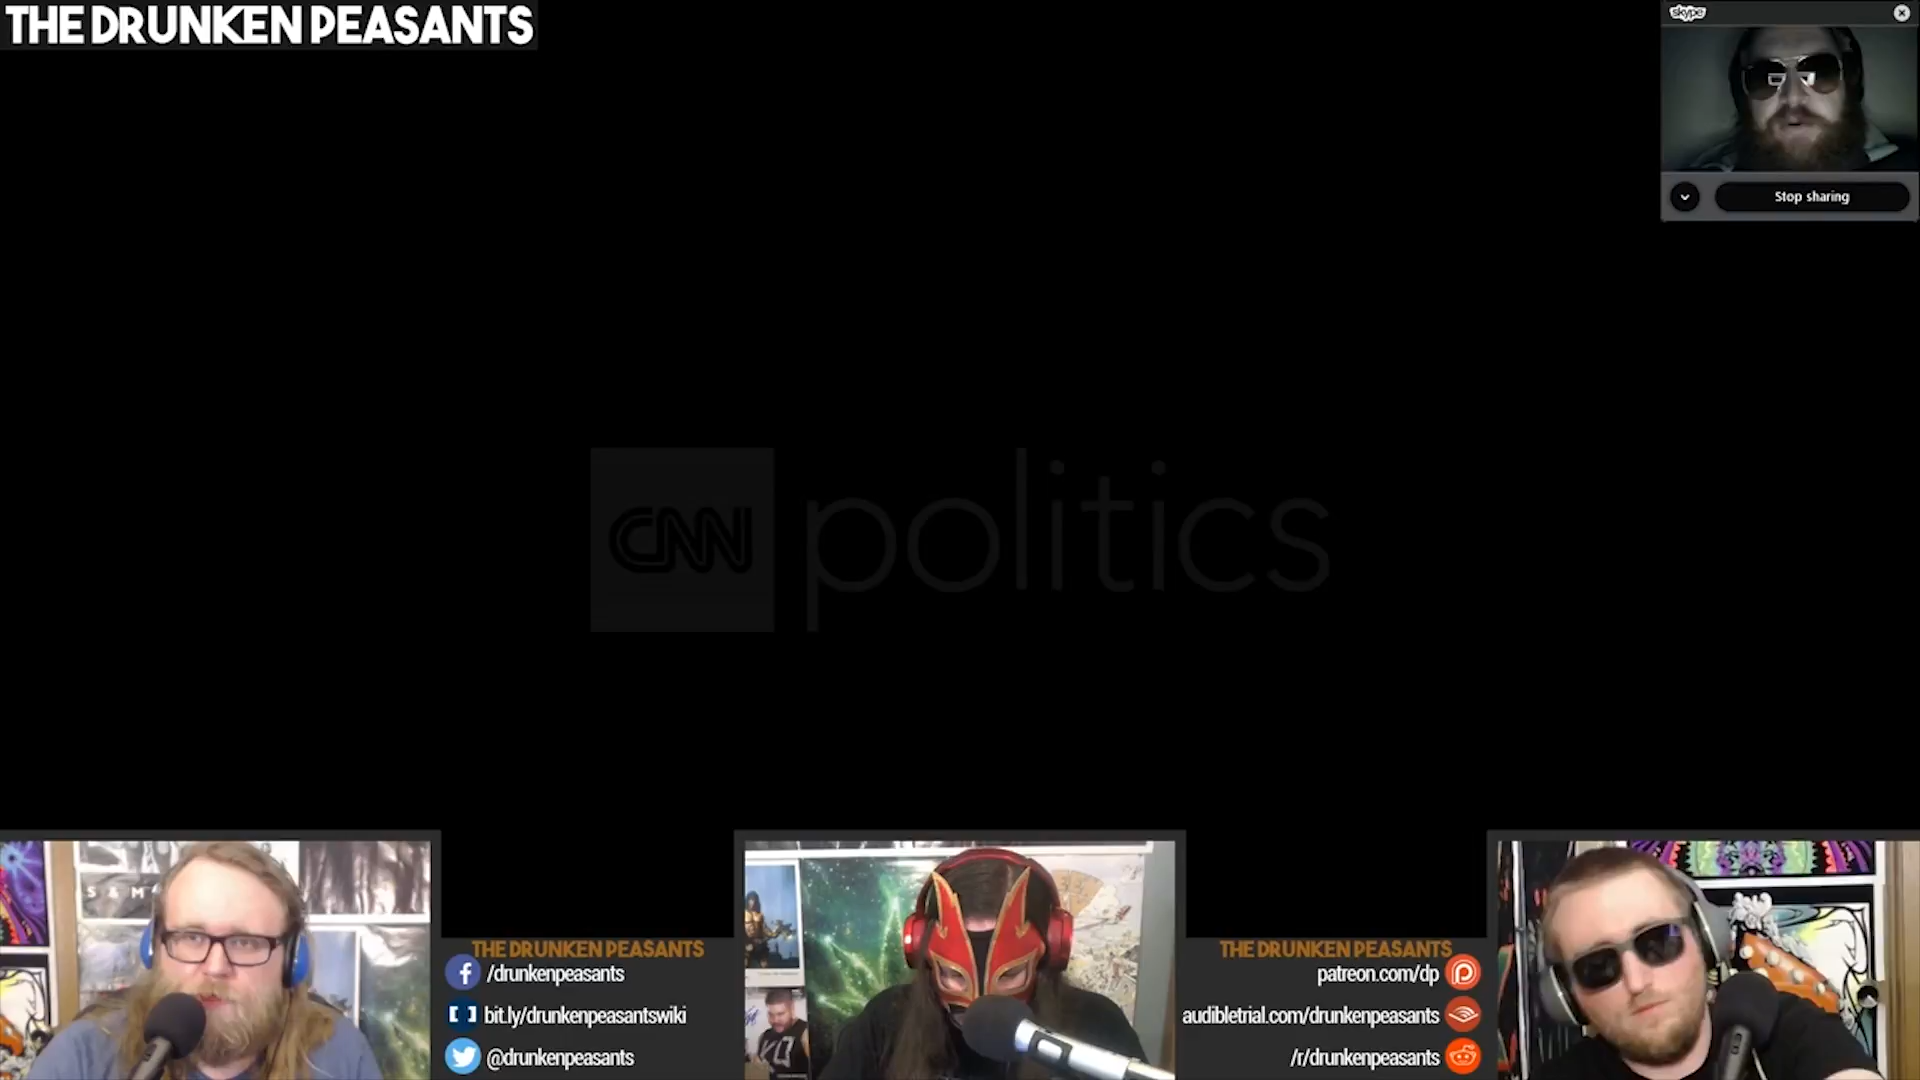 THE DRUNKEN PEASANTS
skype
Stop sharing
CNN politics
S & M
THE DRUNKEN PEASANTS
/drunkenpeasants
bit.ly/drunkenpeasantswiki
@drunkenpeasants
KO
THE DRUNKEN PEASANTS
patreon.com/dp
audibletrial.com/drunkenpeasants
/r/drunkenpeasants